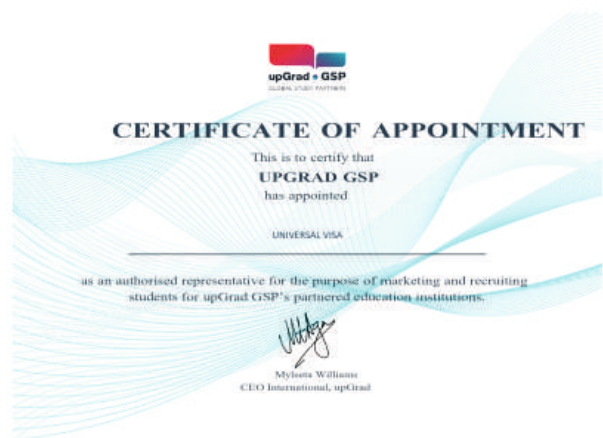 upGrad GSP
GLOBAL STUDY PARTNERS
CERTIFICATE OF APPOINTMENT
This is to certify that
UPGRAD GSP
has appointed
UNIVERSAL VISA
as an authorised representative for the purpose of marketing and recruiting
students for upGrad GSP's partnered education institutions.
Williams
CEO International, upGrad